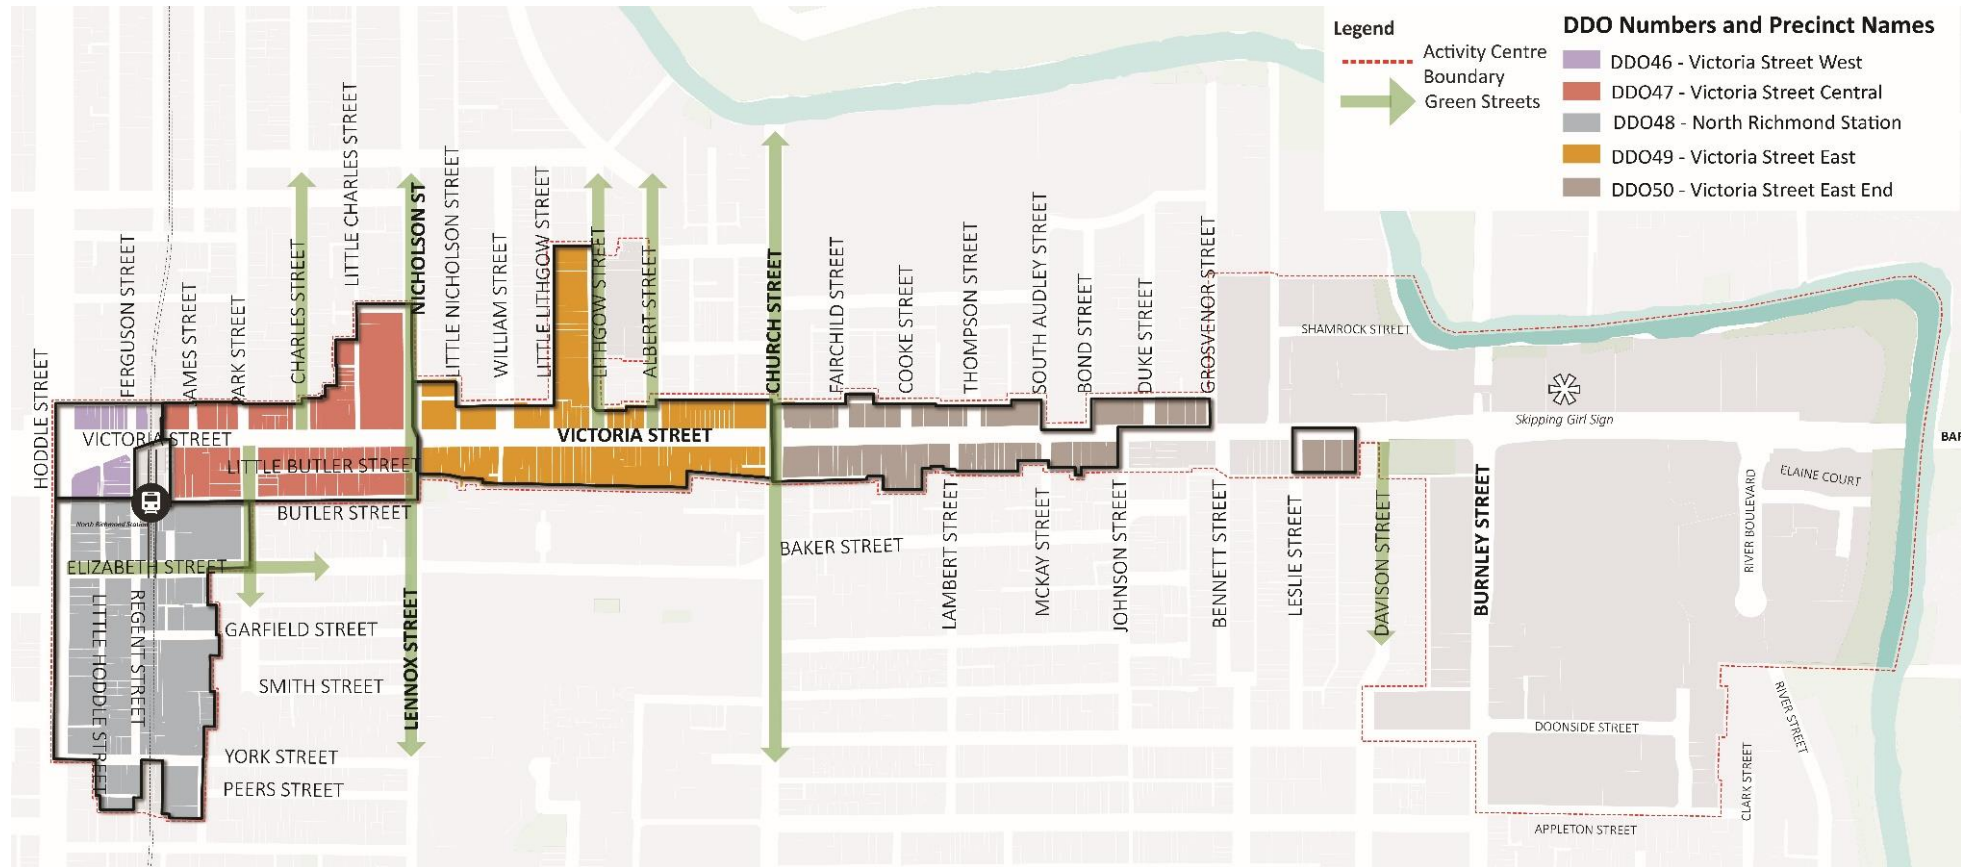 Legend
Activity Centre
Boundary
Green Streets
DDO Numbers and Precinct Names
DDO46 - Victoria Street West
DDO47 - Victoria Street Central
DDO48 - North Richmond Station
DDO49 - Victoria Street East
DDO50 - Victoria Street East End
HODDLE STREET
FERGUSON STREET
JAMES STREET
PARK STREET
CHARLES STREET
LITTLE CHARLES STREET
NICHOLSON ST
LITTLE NICHOLSON STREET
WILLIAM STREET
LITTLE LITHGOW STREET
LITHGOW STREET
ALBERT STREET
CHURCH STREET
FAIRCHILD STREET
COOKE STREET
THOMPSON STREET
SOUTH AUDLEY STREET
BOND STREET
DUKE STREET
GROSVENOR STREET
SHAMROCK STREET
Skipping Girl Sign
BAR
VICTORIA STREET
VICTORIA STREET
LITTLE BUTLER STREET
BUTLER STREET
North Richmond Station
ELIZABETH STREET
LITTLE HODDLE STREET
REGENT STREET
GARFIELD STREET
SMITH STREET
YORK STREET
PEERS STREET
LENNOX STREET
BAKER STREET
LAMBERT STREET
MCKAY STREET
JOHNSON STREET
BENNETT STREET
LESLIE STREET
DAVISON STREET
BURNLEY STREET
RIVER BOULEVARD
ELAINE COURT
DOONSIDE STREET
RIVER STREET
CLARK STREET
APPLETON STREET